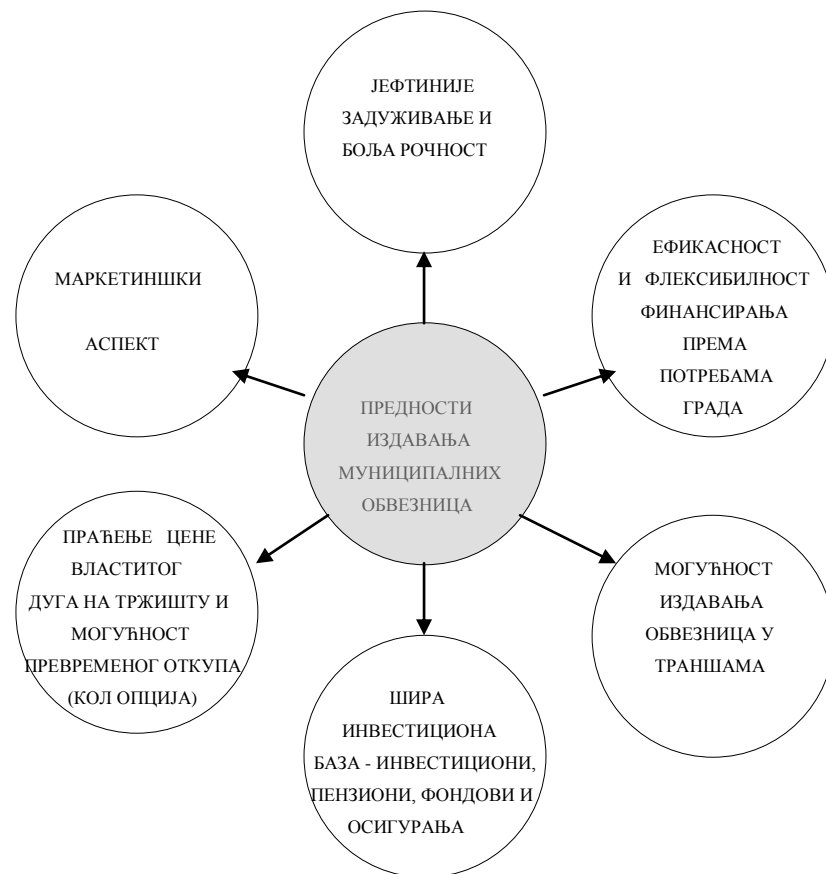 ЈЕФТИНИЈЕ
ЗАДУЖИВАЊЕ И
БОЉА РОЧНОСТ
МАРКЕТИНШКИ
АСПЕКТ
ЕФИКАСНОСТ
И ФЛЕКСИБИЛНОСТ
ФИНАНСИРАЊА
ПРЕМА
ПОТРЕБАМА
ГРАДА
ПРЕДНОСТИ
ИЗДАВАЊА
МУНИЦИПАЛНИХ
ОБВЕЗНИЦА
ПРАЋЕЊЕ ЦЕНЕ
ВЛАСТИТОГ
ДУГА НА ТРЖИШТУ И
МОГУЋНОСТ
ПРЕВРЕМЕНОГ ОТКУПА
(КОЛ ОПЦИЈА)
МОГУЋНОСТ
ИЗДАВАЊА
ОБВЕЗНИЦА У
ТРАНШАМА
ШИРА
ИНВЕСТИЦИОНА
БАЗА - ИНВЕСТИЦИОНИ,
ПЕНЗИОНИ, ФОНДОВИ И
ОСИГУРАЊА